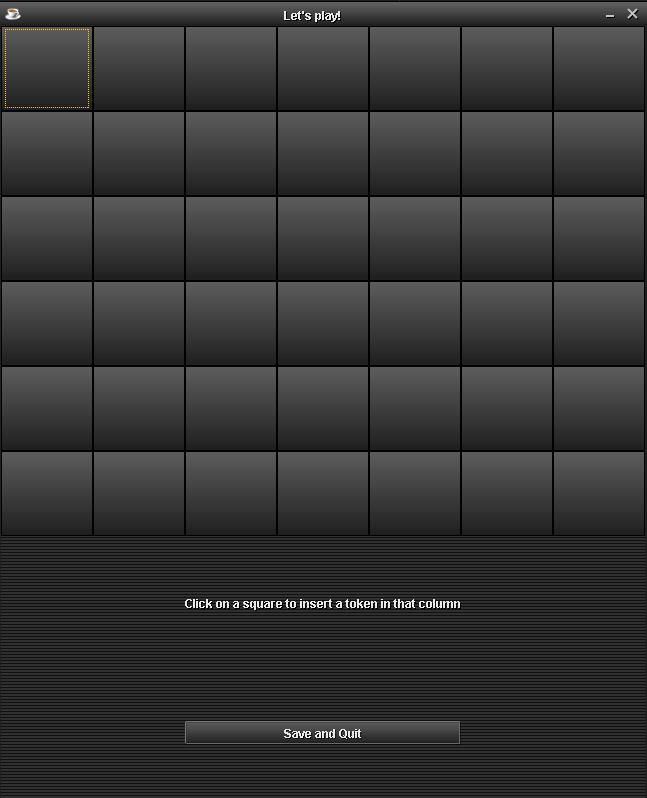 Let's play!
Click on a square to insert a token in that column
Save and Quit